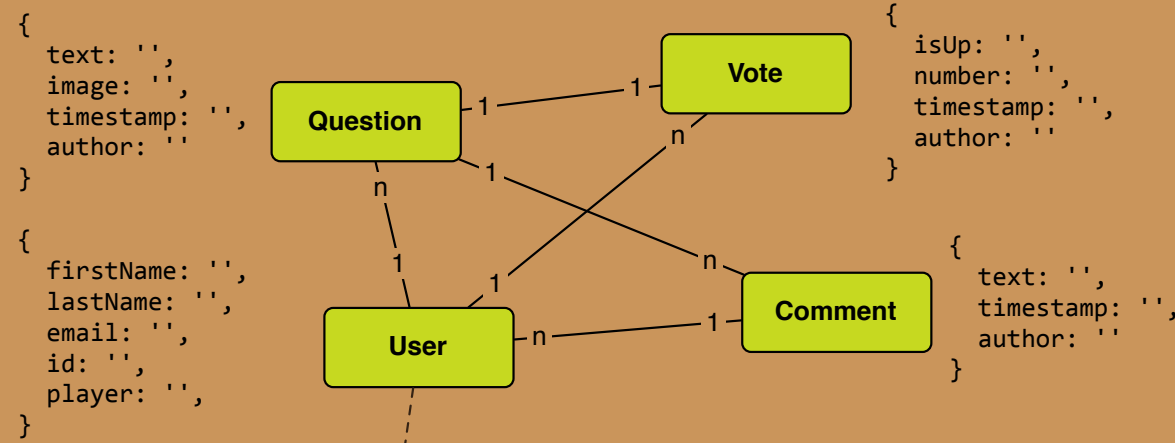 {
  text: '',
  image: '',
  timestamp: '',
  author: ''
}
{
  firstName: '',
  lastName: '',
  email: '',
  id: '',
  player: '',
}
Question
Vote
User
Comment
1
1
n
1
n
1
1
n
n
1
{
  isUp: '',
  number: '',
  timestamp: '',
  author: ''
}
{
  text: '',
  timestamp: '',
  author: ''
}